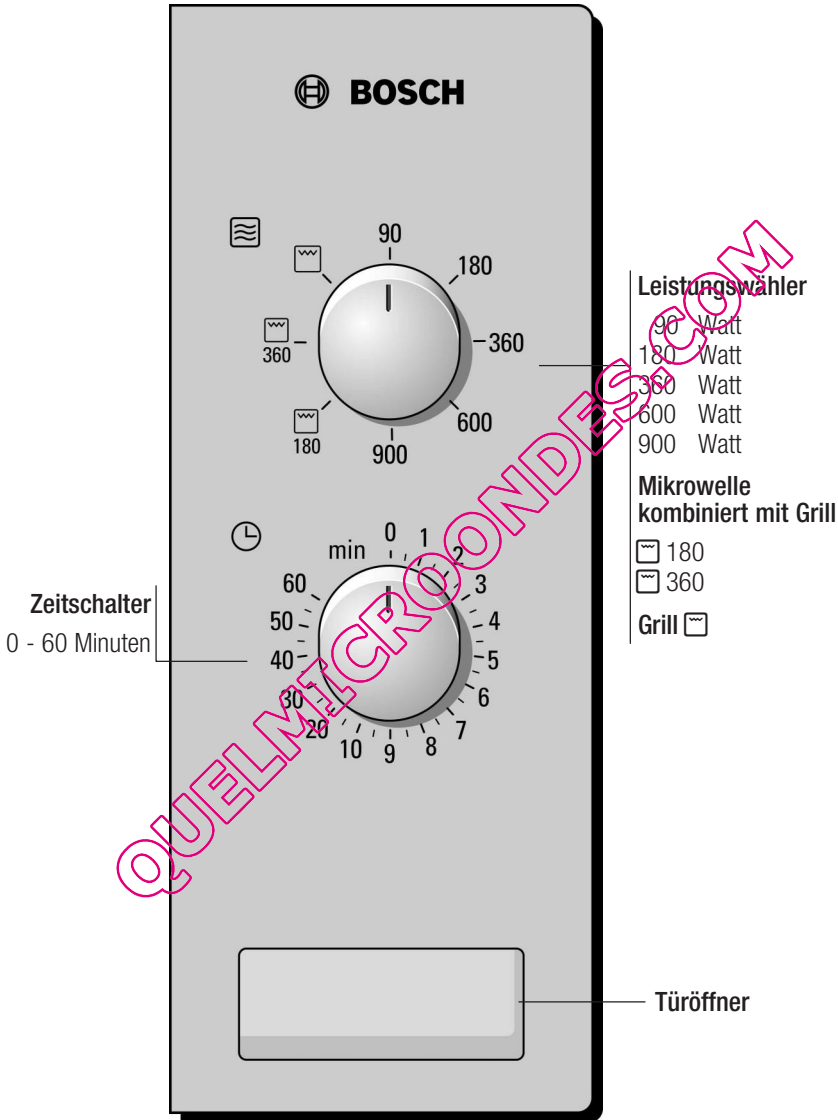 BOSCH
90
180
360
600
900
180
360
Leistungswähler
90 Watt
180 Watt
360 Watt
600 Watt
900 Watt
Mikrowelle
kombiniert mit Grill
180
360
Grill
min
0
1
2
3
4
5
6
7
8
9
10
20
30
40
50
60
Zeitschalter
0 - 60 Minuten
Türöffner
QUELMICROONDES.COM